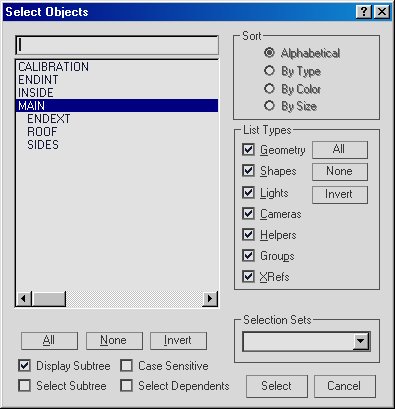 Select Objects
CALIBRATION
ENDINT
INSIDE
MAIN
ENDEXT
ROOF
SIDES
All None Invert
Display Subtree Case Sensitive
Select Subtree Select Dependents
Sort
Alphabetical
By Type
By Color
By Size
List Types
Geometry All
Shapes None
Lights Invert
Cameras
Helpers
Groups
XRefs
Selection Sets
Select Cancel